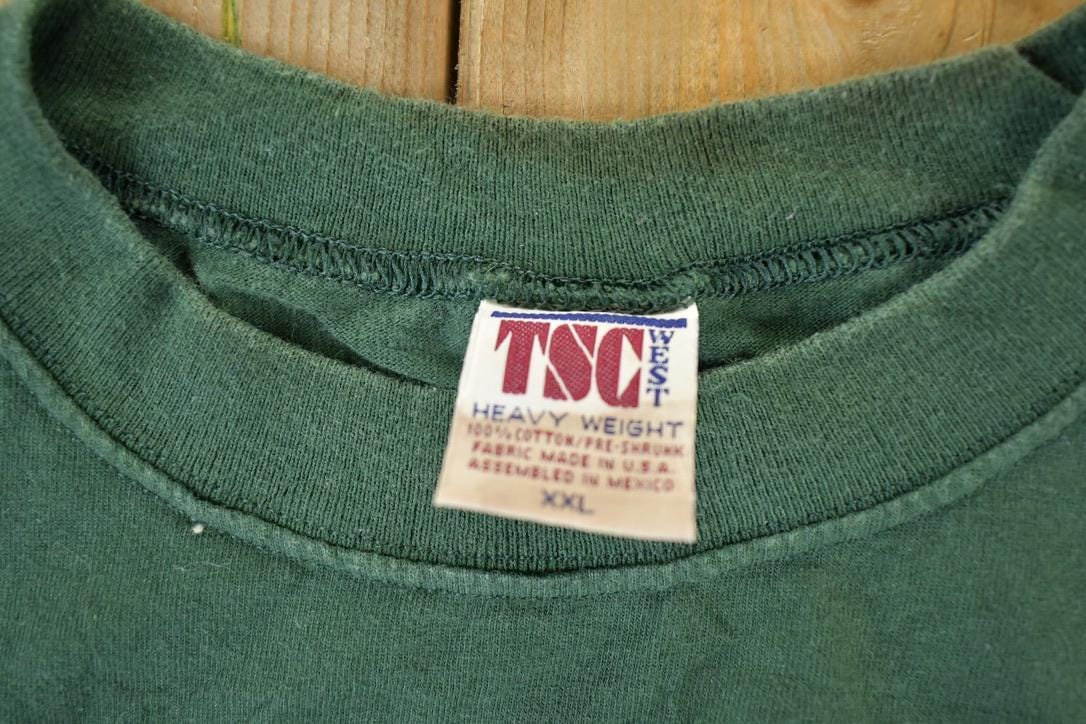 TSC WEST
HEAVY WEIGHT
100% COTTON/PRE-SHRUNK
FABRIC MADE IN U.S.A.
ASSEMBLED IN MEXICO
XXL